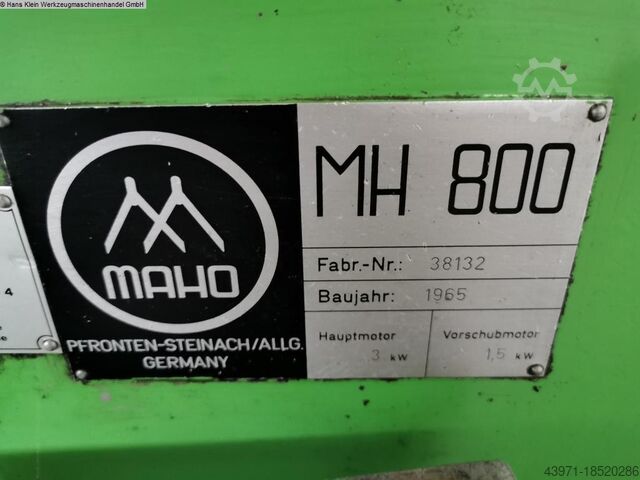 © Hans Klein Werkzeugmaschinenhandel GmbH
MAHO
PFRONTEN-STEINACH/ALLG.
GERMANY
MH 800
Fabr.-Nr.: 38132
Baujahr: 1965
Hauptmotor
3 kW
Vorschubmotor
1,5 kW
4
43971-18520286